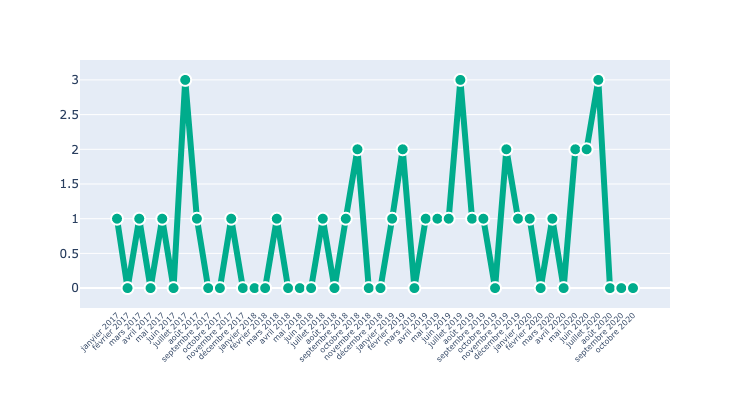 3
2.5
2
1.5
1
0.5
0
janvier 2017
février 2017
mars 2017
avril 2017
mai 2017
juin 2017
juillet 2017
août 2017
septembre 2017
octobre 2017
novembre 2017
décembre 2017
janvier 2018
février 2018
mars 2018
avril 2018
mai 2018
juin 2018
juillet 2018
août 2018
septembre 2018
octobre 2018
novembre 2018
décembre 2018
janvier 2019
février 2019
mars 2019
avril 2019
mai 2019
juin 2019
juillet 2019
août 2019
septembre 2019
octobre 2019
novembre 2019
décembre 2019
janvier 2020
février 2020
mars 2020
avril 2020
mai 2020
juin 2020
juillet 2020
août 2020
septembre 2020
octobre 2020